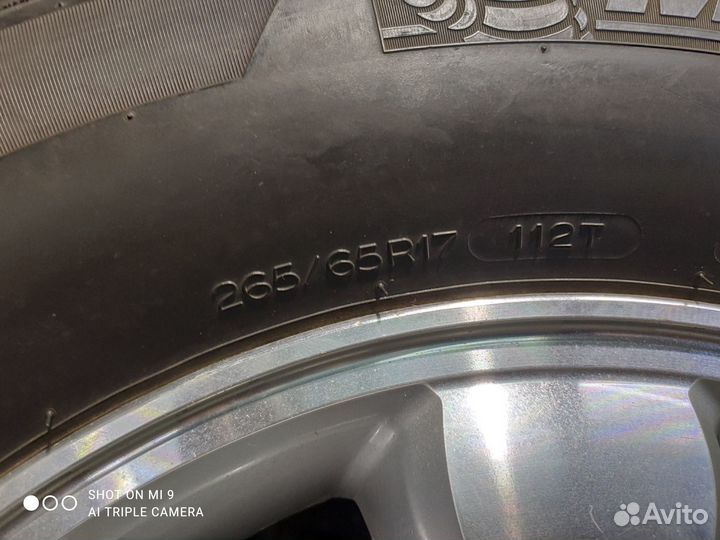 265/65R17 112T
SHOT ON MI 9
AI TRIPLE CAMERA
Avito